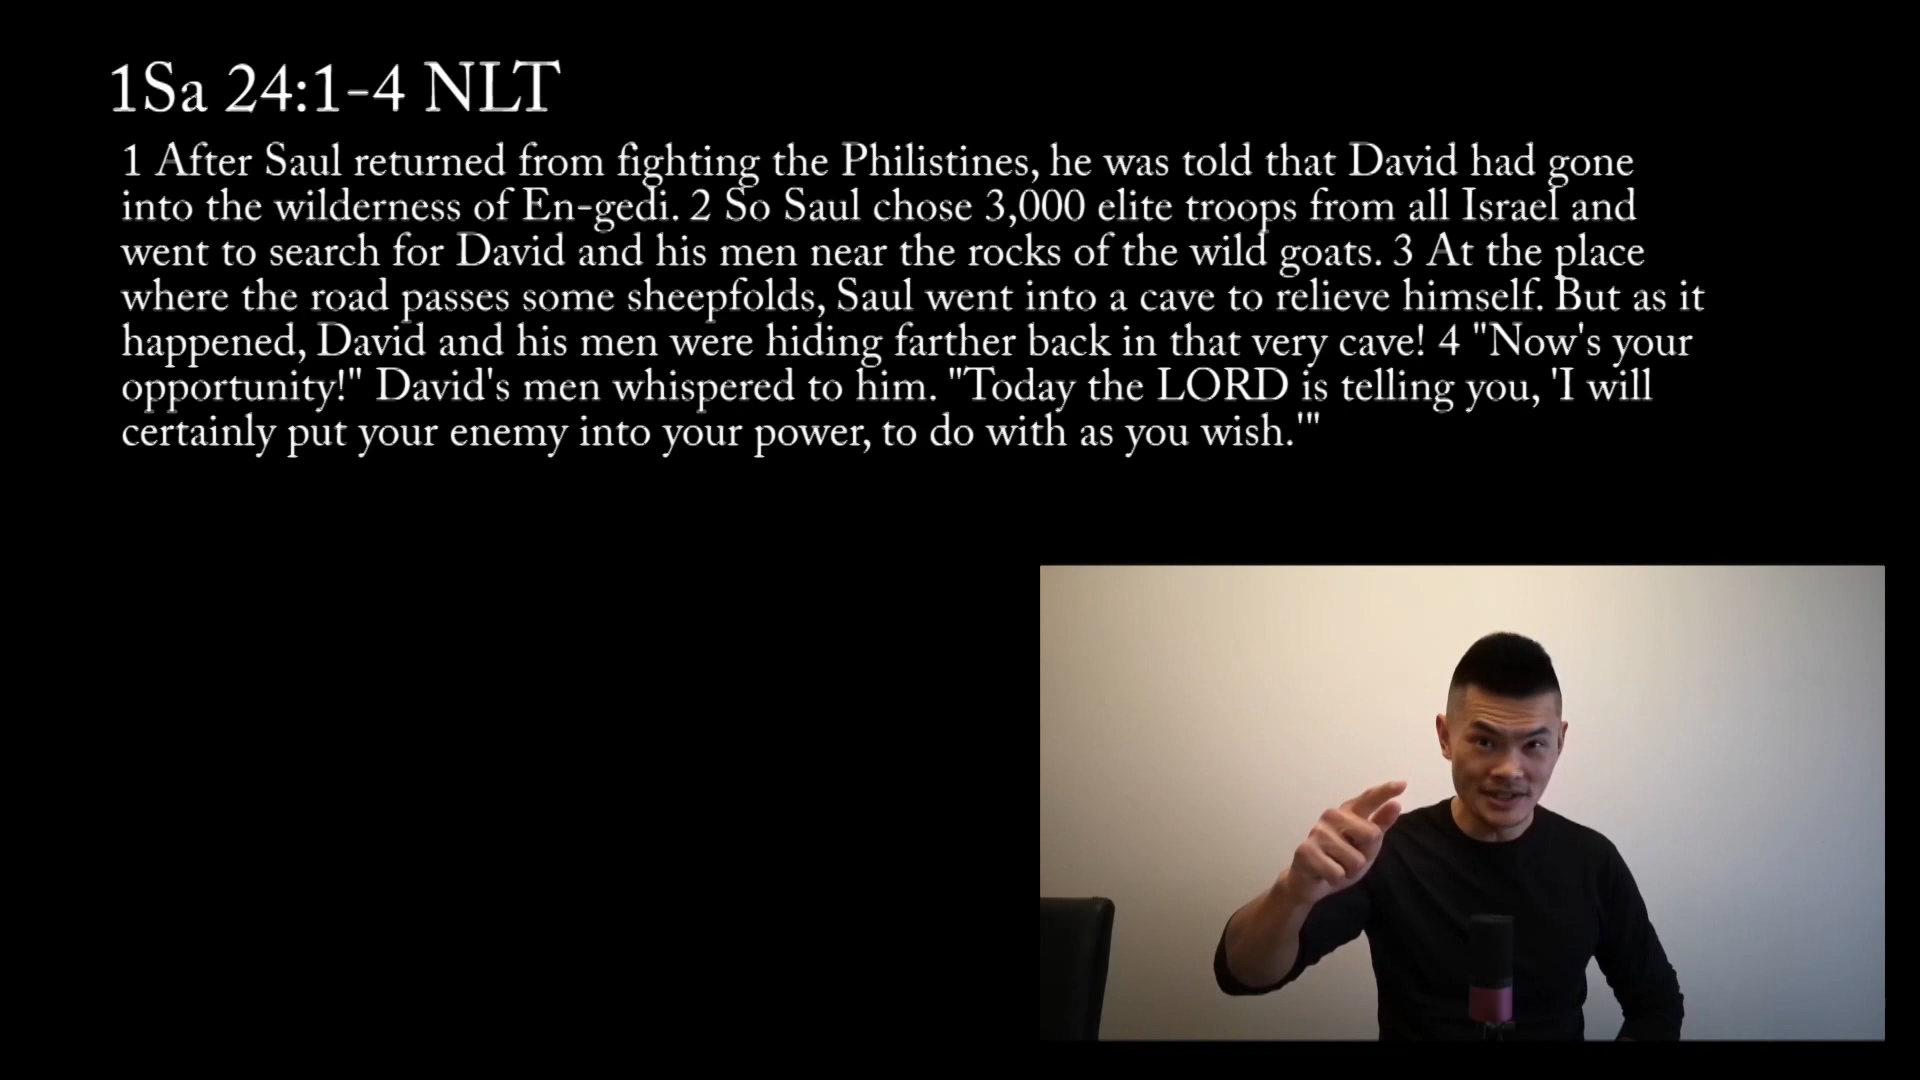 1Sa 24:1-4 NLT
1 After Saul returned from fighting the Philistines, he was told that David had gone
into the wilderness of En-gedi. 2 So Saul chose 3,000 elite troops from all Israel and
went to search for David and his men near the rocks of the wild goats. 3 At the place
where the road passes some sheepfolds, Saul went into a cave to relieve himself. But as it
happened, David and his men were hiding farther back in that very cave! 4 "Now's your
opportunity!" David's men whispered to him. "Today the LORD is telling you, 'I will
certainly put your enemy into your power, to do with as you wish.'"